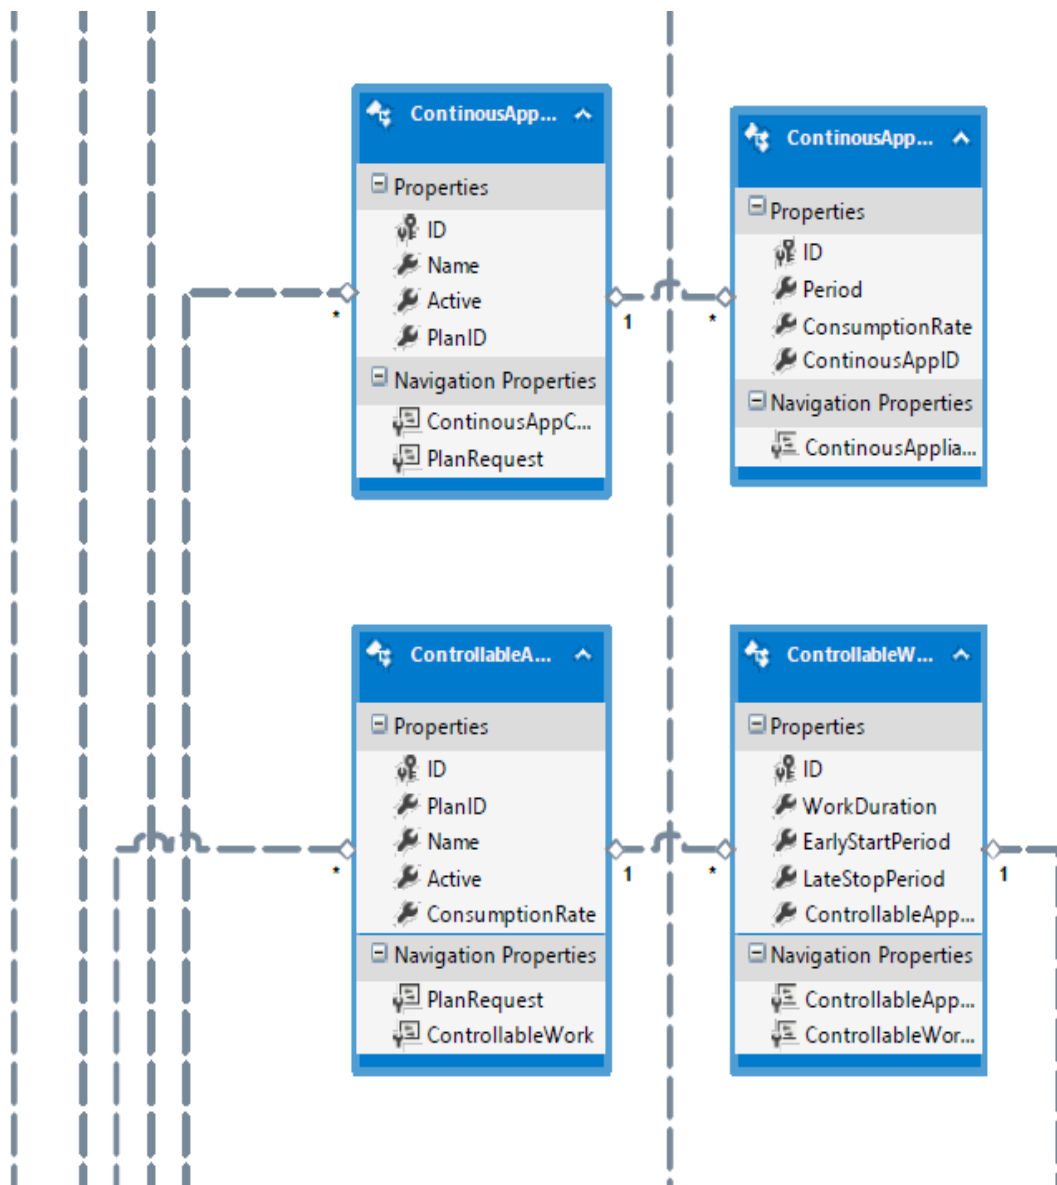 ContinousApp...
Properties
ID
Name
Active
PlanID
Navigation Properties
ContinousAppC...
PlanRequest
*
1
ContinousApp...
Properties
ID
Period
ConsumptionRate
ContinousAppID
Navigation Properties
ContinousApplia...
*
ControllableA...
Properties
ID
PlanID
Name
Active
ConsumptionRate
Navigation Properties
PlanRequest
ControllableWork
*
1
ControllableW...
Properties
ID
WorkDuration
EarlyStartPeriod
LateStopPeriod
ControllableApp...
Navigation Properties
ControllableApp...
ControllableWor...
*
1